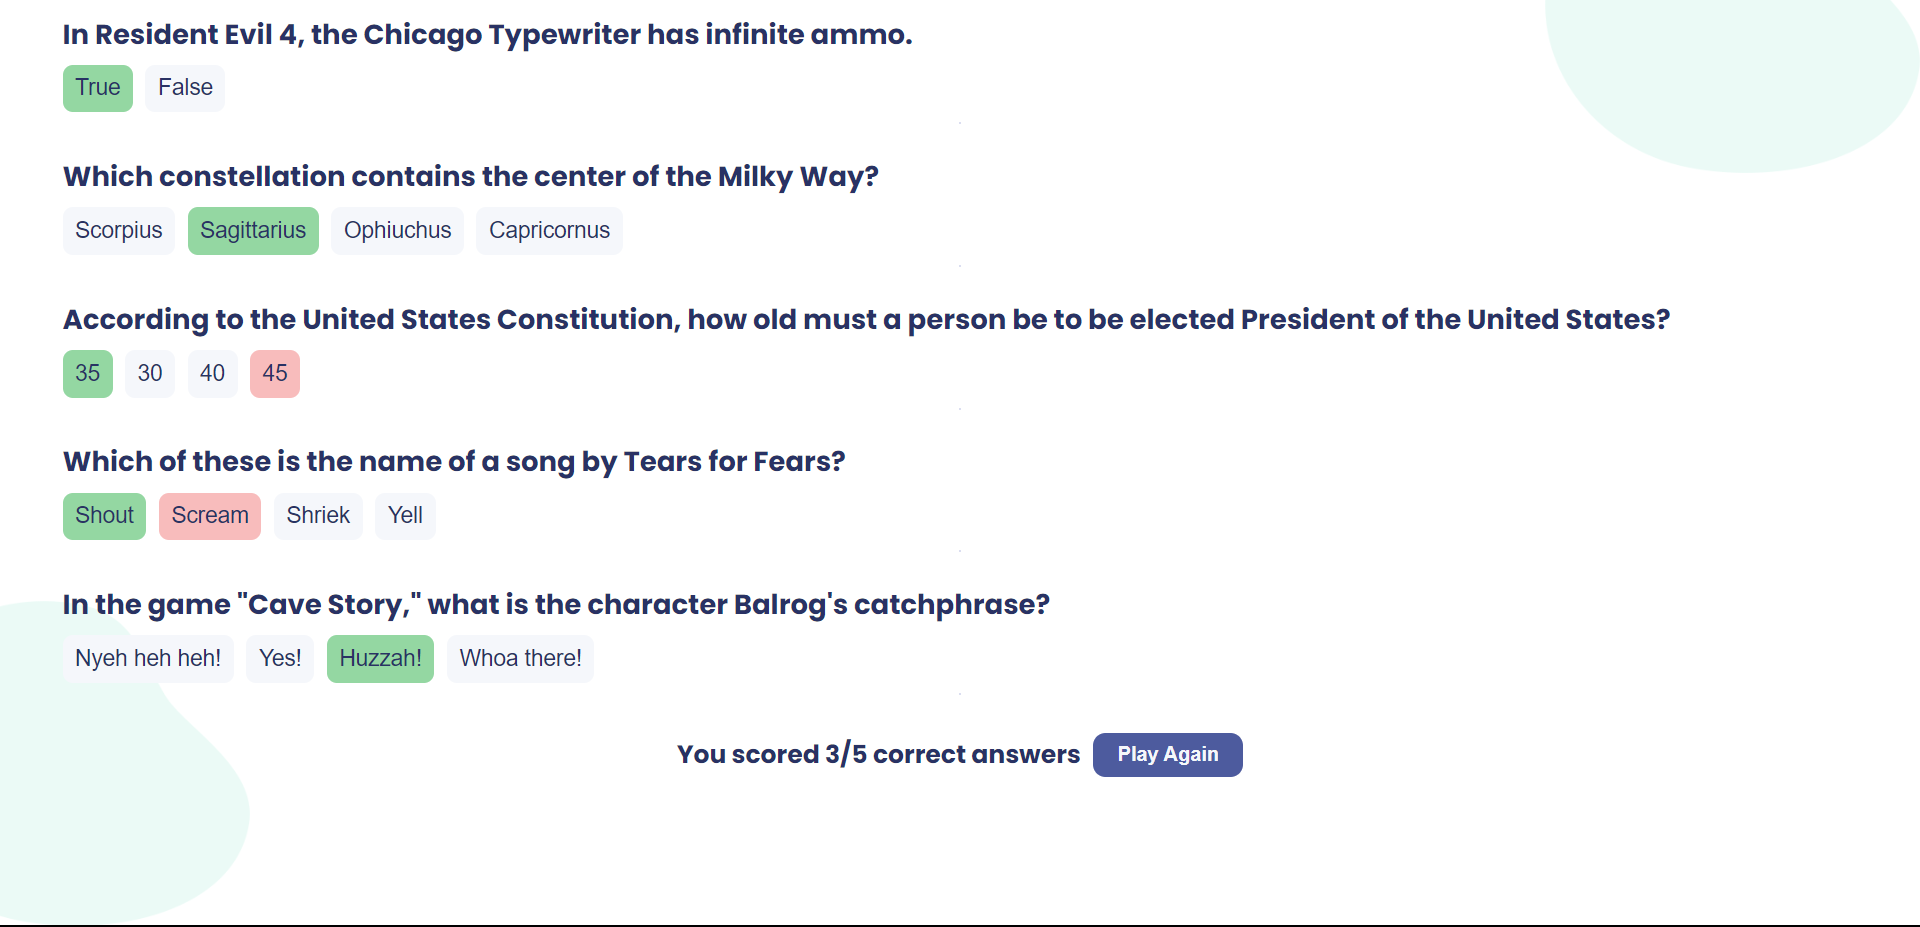 In Resident Evil 4, the Chicago Typewriter has infinite ammo.
True False
Which constellation contains the center of the Milky Way?
Scorpius Sagittarius Ophiuchus Capricornus
According to the United States Constitution, how old must a person be to be elected President of the United States?
35 30 40 45
Which of these is the name of a song by Tears for Fears?
Shout Scream Shriek Yell
In the game "Cave Story," what is the character Balrog's catchphrase?
Nyeh heh heh! Yes! Huzzah! Whoa there!
You scored 3/5 correct answers Play Again